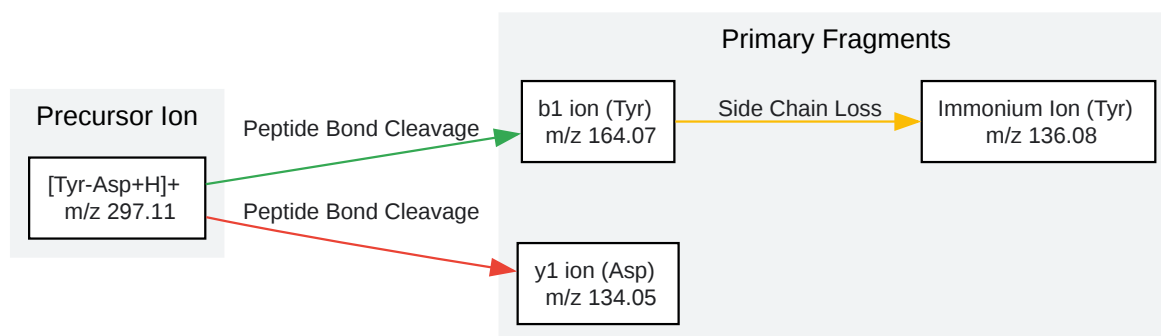 Primary Fragments
Precursor Ion
[Tyr-Asp+H]+
m/z 297.11
Peptide Bond Cleavage
Peptide Bond Cleavage
b1 ion (Tyr)
m/z 164.07
Side Chain Loss
Immonium Ion (Tyr)
m/z 136.08
y1 ion (Asp)
m/z 134.05